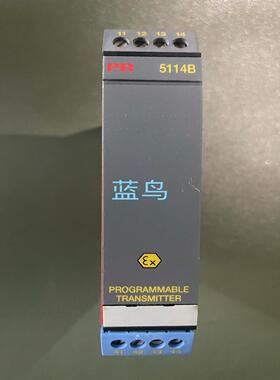 11 12 13 14
PR 5114B
蓝鸟
Ex
PROGRAMMABLE
TRANSMITTER
41 42 43 44